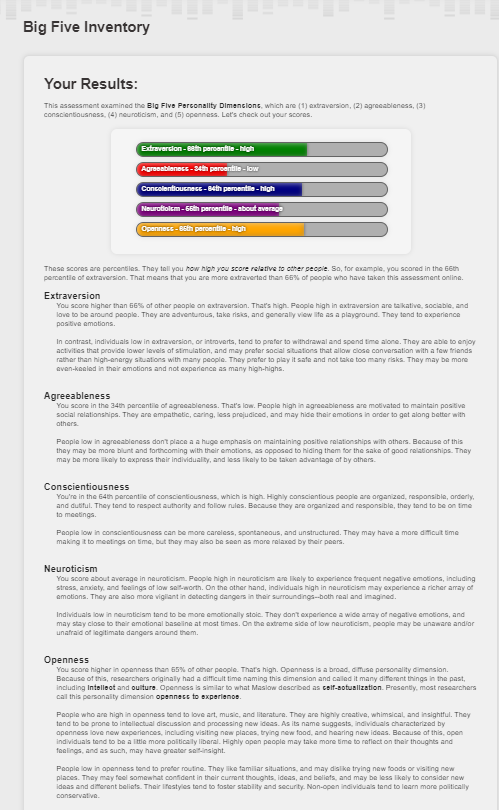 Big Five Inventory
Your Results:
This assessment examined the Big Five Personality Dimensions, which are (1) extraversion, (2) agreeableness, (3)
conscientiousness, (4) neuroticism, and (5) openness. Let's check out your scores.
Extraversion - 66th percentile - high
Agreeableness - 34th percentile - low
Conscientiousness - 64th percentile - high
Neuroticism - 55th percentile - about average
Openness - 65th percentile - high
These scores are percentiles. They tell you how high you score relative to other people. So, for example, you scored in the 66th
percentile of extraversion. That means that you are more extraverted than 66% of people who have taken this assessment online.
Extraversion
You score higher than 66% of other people on extraversion. That's high. People high in extraversion are talkative, sociable, and
love to be around people. They are adventurous, take risks, and generally view life as a playground. They tend to experience
positive emotions.
In contrast, individuals low in extraversion, or introverts, tend to prefer to withdrawal and spend time alone. They are able to enjoy
activities that provide lower levels of stimulation, and may prefer social situations that allow close conversation with a few friends
rather than high-energy situations with many people. They prefer to play it safe and not take too many risks. They may be more
even-keeled in their emotions and not experience as many high-highs.
Agreeableness
You score in the 34th percentile of agreeableness. That's low. People high in agreeableness are motivated to maintain positive
social relationships. They are empathetic, caring, less prejudiced, and may hide their emotions in order to get along better with
others.
People low in agreeableness don't place a a huge emphasis on maintaining positive relationships with others. Because of this
they may be more blunt and forthcoming with their emotions, as opposed to hiding them for the sake of good relationships. They
may be more likely to express their individuality, and less likely to be taken advantage of by others.
Conscientiousness
You're in the 64th percentile of conscientiousness, which is high. Highly conscientious people are organized, responsible, orderly,
and dutiful. They tend to respect authority and follow rules. Because they are organized and responsible, they tend to be on time
to meetings.
People low in conscientiousness can be more careless, spontaneous, and unstructured. They may have a more difficult time
making it to meetings on time, but they may also be seen as more relaxed by their peers.
Neuroticism
You score about average in neuroticism. People high in neuroticism are likely to experience frequent negative emotions, including
stress, anxiety, and feelings of low self-worth. On the other hand, individuals high in neuroticism may experience a richer array of
emotions. They are also more vigilant in detecting dangers in their surroundings--both real and imagined.
Individuals low in neuroticism tend to be more emotionally stoic. They don't experience a wide array of negative emotions, and
may stay close to their emotional baseline at most times. On the extreme side of low neuroticism, people may be unaware and/or
unafraid of legitimate dangers around them.
Openness
You score higher in openness than 65% of other people. That's high. Openness is a broad, diffuse personality dimension.
Because of this, researchers originally had a difficult time naming this dimension and called it many different things in the past,
including intellect and culture. Openness is similar to what Maslow described as self-actualization. Presently, most researchers
call this personality dimension openness to experience.
People who are high in openness tend to love art, music, and literature. They are highly creative, whimsical, and insightful. They
tend to be prone to intellectual discussion and processing new ideas. As its name suggests, individuals characterized by
openness love new experiences, including visiting new places, trying new food, and hearing new ideas. Because of this, open
individuals tend to be a little more politically liberal. Highly open people may take more time to reflect on their thoughts and
feelings, and as such, may have greater self-insight.
People low in openness tend to prefer routine. They like familiar situations, and may dislike trying new foods or visiting new
places. They may feel somewhat confident in their current thoughts, ideas, and beliefs, and may be less likely to consider new
ideas and different beliefs. Their lifestyles tend to foster stability and security. Non-open individuals tend to learn more politically
conservative.